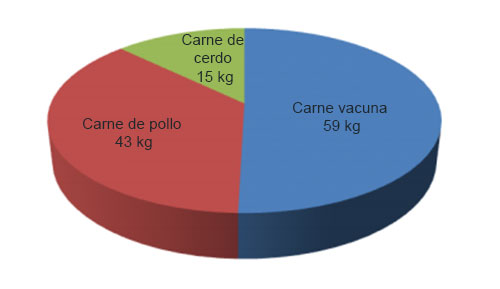 Carne de
cerdo
15 kg
Carne vacuna
59 kg
Carne de pollo
43 kg